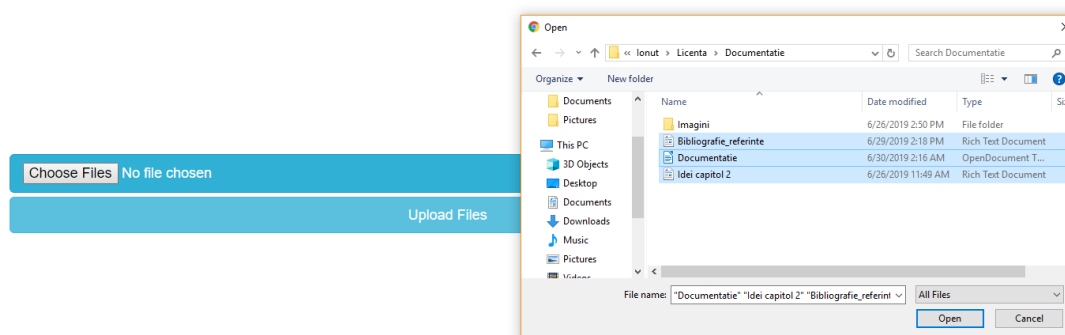 Open
« Ionut › Licenta › Documentatie
Search Documentatie
Organize
New folder
Documents
Pictures
This PC
3D Objects
Desktop
Documents
Downloads
Music
Pictures
Videos
Name Date modified Type
Imagini 6/26/2019 2:50 PM File folder
Bibliografie_referinte 6/29/2019 2:18 PM Rich Text Document
Documentatie 6/30/2019 2:16 AM OpenDocument T...
Idei capitol 2 6/26/2019 11:49 AM Rich Text Document
Choose Files No file chosen
Upload Files
File name: "Documentatie" "Idei capitol 2" "Bibliografie_referint
All Files
Open Cancel